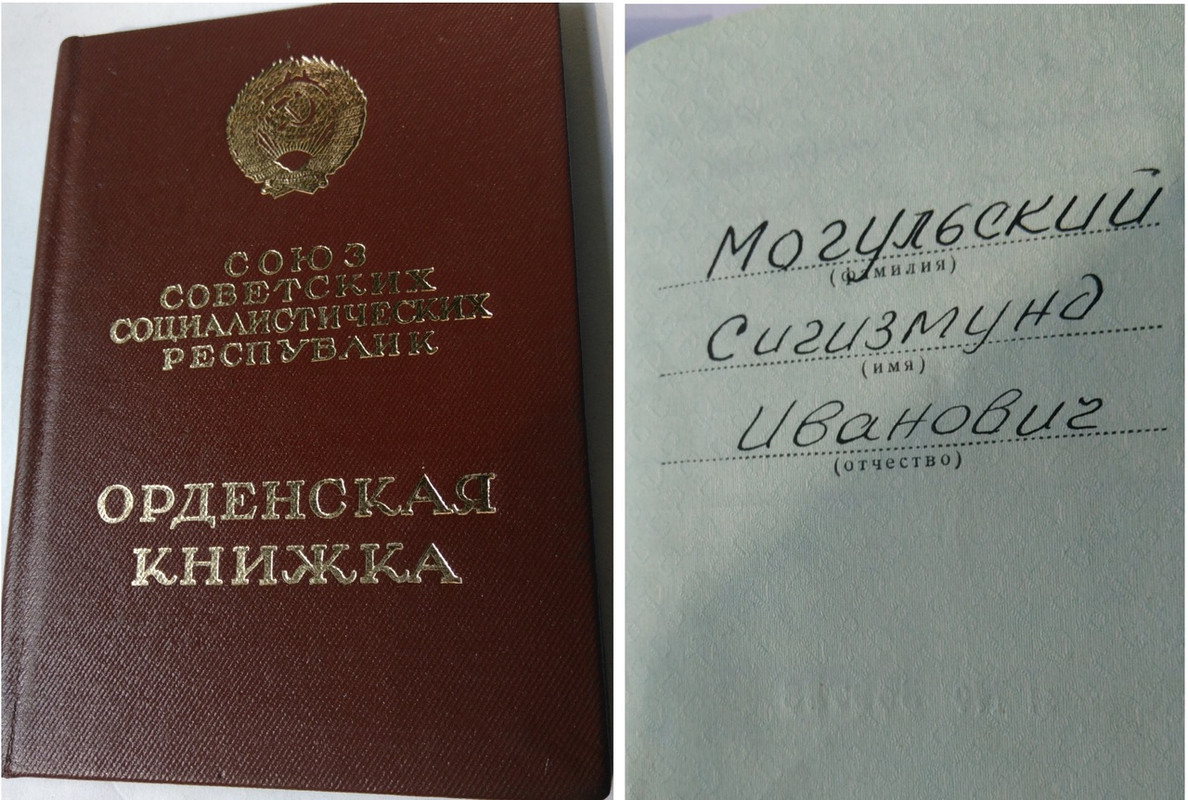 СОЮЗ
СОВЕТСКИХ
СОЦИАЛИСТИЧЕСКИХ
РЕСПУБЛИК
ОРДЕНСКАЯ
КНИЖКА
Могульский
(фамилия)
Сигизмунд
(имя)
Иванович
(отчество)